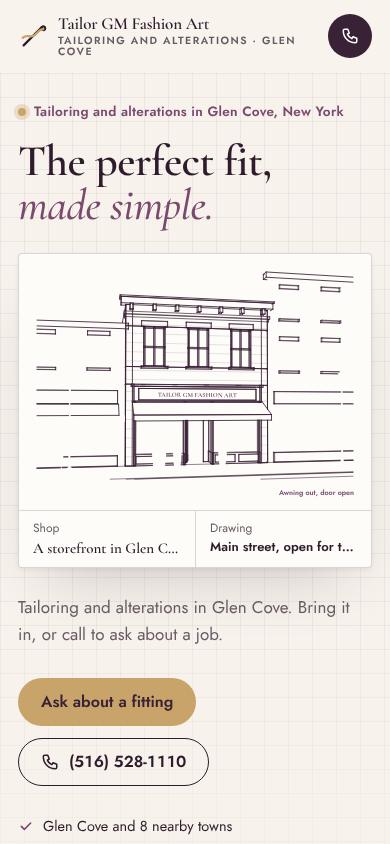 Tailor GM Fashion Art
TAILORING AND ALTERATIONS · GLEN
COVE
Tailoring and alterations in Glen Cove, New York
The perfect fit,
made simple.
TAILOR GM FASHION ART
Awning out, door open
Shop
A storefront in Glen C...
Drawing
Main street, open for t...
Tailoring and alterations in Glen Cove. Bring it
in, or call to ask about a job.
Ask about a fitting
(516) 528-1110
Glen Cove and 8 nearby towns